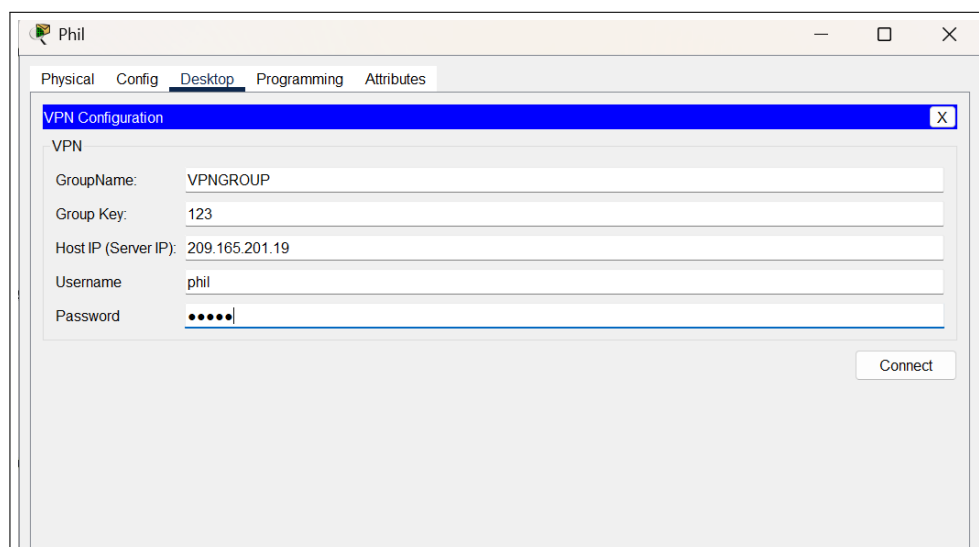 Phil
Physical Config Desktop Programming Attributes
VPN Configuration X
VPN
GroupName: VPNGROUP
Group Key: 123
Host IP (Server IP): 209.165.201.19
Username phil
Password •••••
Connect